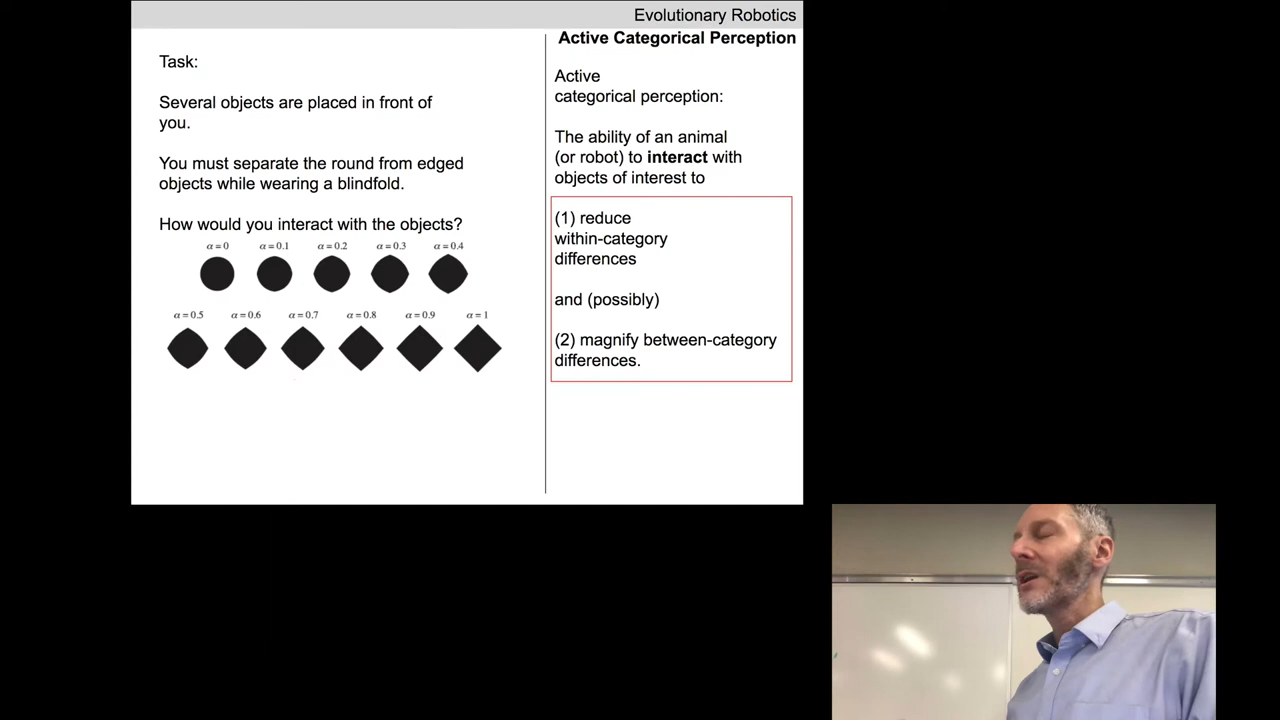 Evolutionary Robotics
Active Categorical Perception
Task:
Several objects are placed in front of
you.
You must separate the round from edged
objects while wearing a blindfold.
How would you interact with the objects?
α = 0 α = 0.1 α = 0.2 α = 0.3 α = 0.4
α = 0.5 α = 0.6 α = 0.7 α = 0.8 α = 0.9 α = 1
Active
categorical perception:
The ability of an animal
(or robot) to interact with
objects of interest to
(1) reduce
within-category
differences
and (possibly)
(2) magnify between-category
differences.